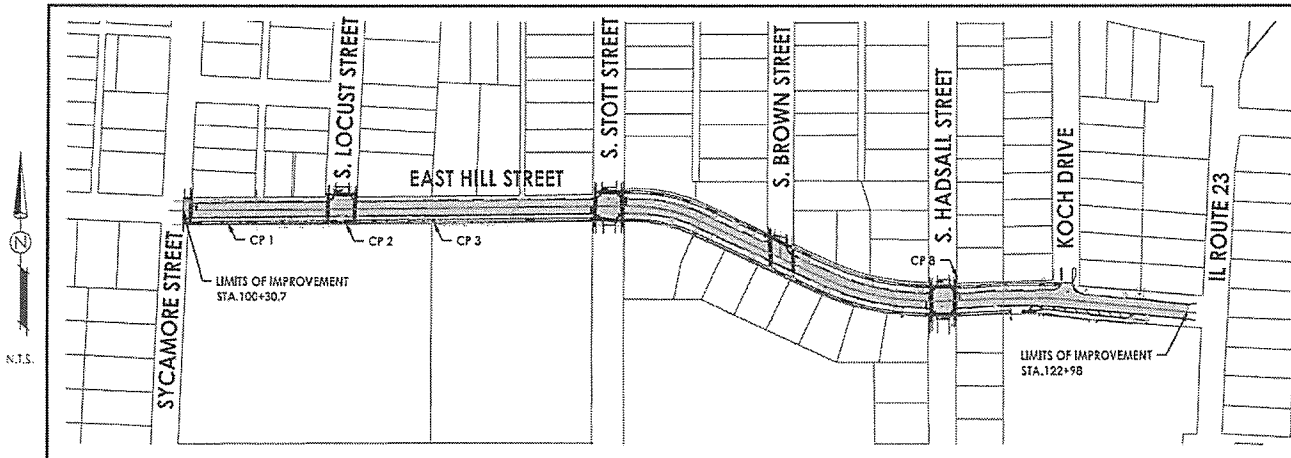 S. LOCUST STREET
S. STOTT STREET
S. BROWN STREET
S. HADSALL STREET
KOCH DRIVE
IL ROUTE 23
EAST HILL STREET
SYCAMORE STREET
CP 1
CP 2
CP 3
CP 8
LIMITS OF IMPROVEMENT
STA.100+30.7
LIMITS OF IMPROVEMENT
STA.122+98
N
N.T.S.